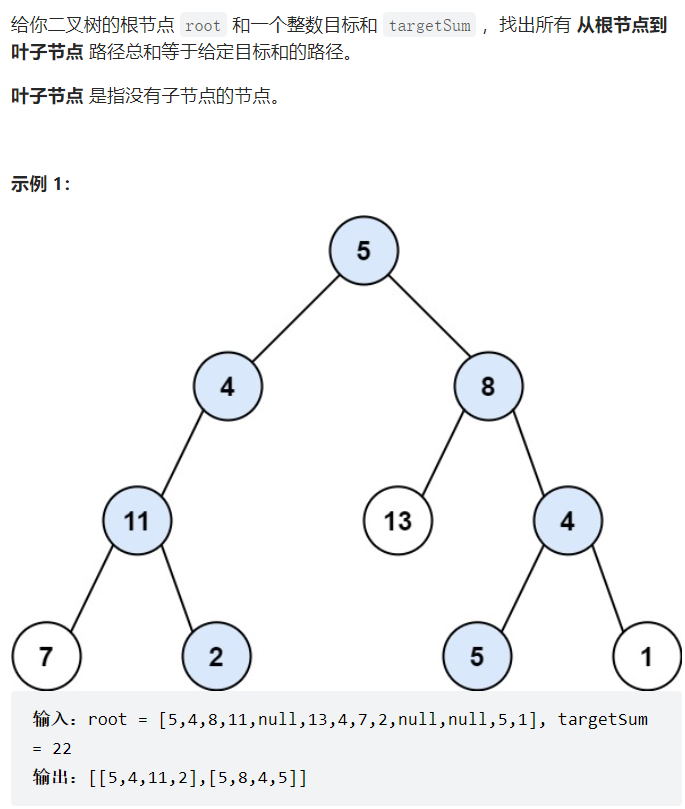 给你二叉树的根节点 root 和一个整数目标和 targetSum ，找出所有 从根节点到
叶子节点 路径总和等于给定目标和的路径。
叶子节点 是指没有子节点的节点。
示例 1：
5
4
8
11
13
4
7
2
5
1
输入：root = [5,4,8,11,null,13,4,7,2,null,null,5,1], targetSum
= 22
输出：[[5,4,11,2],[5,8,4,5]]